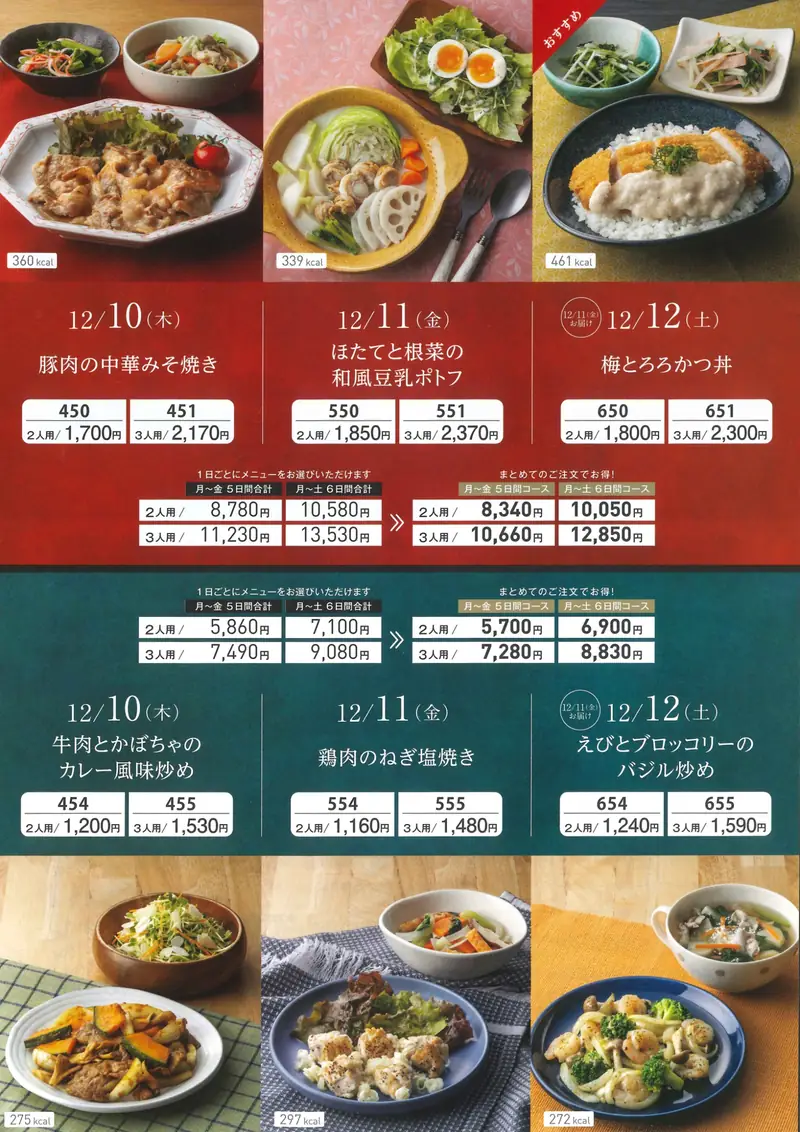 おすすめ
360kcal
339kcal
461kcal
12/10(木)
豚肉の中華みそ焼き
450
2人用/1,700円
451
3人用/2,170円
12/11(金)
ほたてと根菜の
和風豆乳ポトフ
550
2人用/1,850円
551
3人用/2,370円
12/11(金)
お届け
12/12(土)
梅とろろかつ丼
650
2人用/1,800円
651
3人用/2,300円
1日ごとにメニューをお選びいただけます
月〜金 5日間合計 月〜土 6日間合計
2人用/ 8,780円 10,580円
3人用/ 11,230円 13,530円
》
まとめてのご注文でお得!
月〜金 5日間コース 月〜土 6日間コース
2人用/ 8,340円 10,050円
3人用/ 10,660円 12,850円
1日ごとにメニューをお選びいただけます
月〜金 5日間合計 月〜土 6日間合計
2人用/ 5,860円 7,100円
3人用/ 7,490円 9,080円
》
まとめてのご注文でお得!
月〜金 5日間コース 月〜土 6日間コース
2人用/ 5,700円 6,900円
3人用/ 7,280円 8,830円
12/10(木)
牛肉とかぼちゃの
カレー風味炒め
454
2人用/1,200円
455
3人用/1,530円
12/11(金)
鶏肉のねぎ塩焼き
554
2人用/1,160円
555
3人用/1,480円
12/11(金)
お届け
12/12(土)
えびとブロッコリーの
バジル炒め
654
2人用/1,240円
655
3人用/1,590円
275kcal
297kcal
272kcal